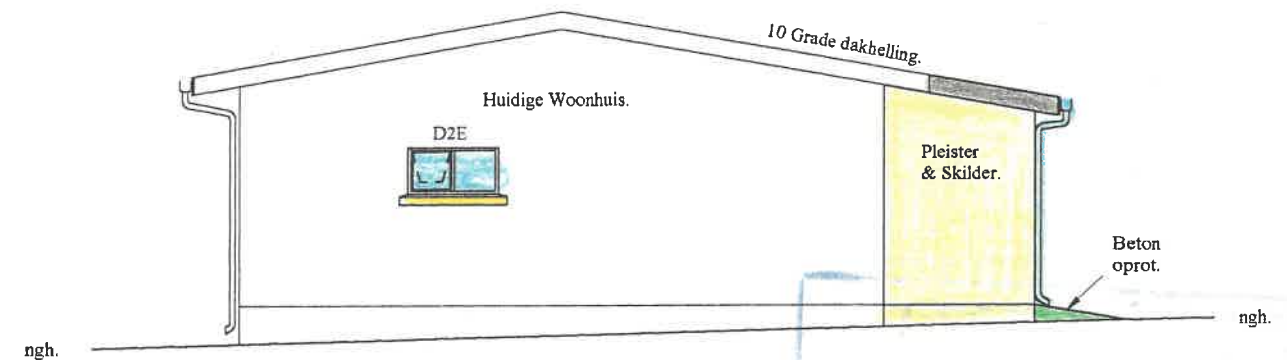 10 Grade dakhelling.
Huidige Woonhuis.
D2E
Pleister
& Skilder.
Beton
oprot.
ngh.
ngh.